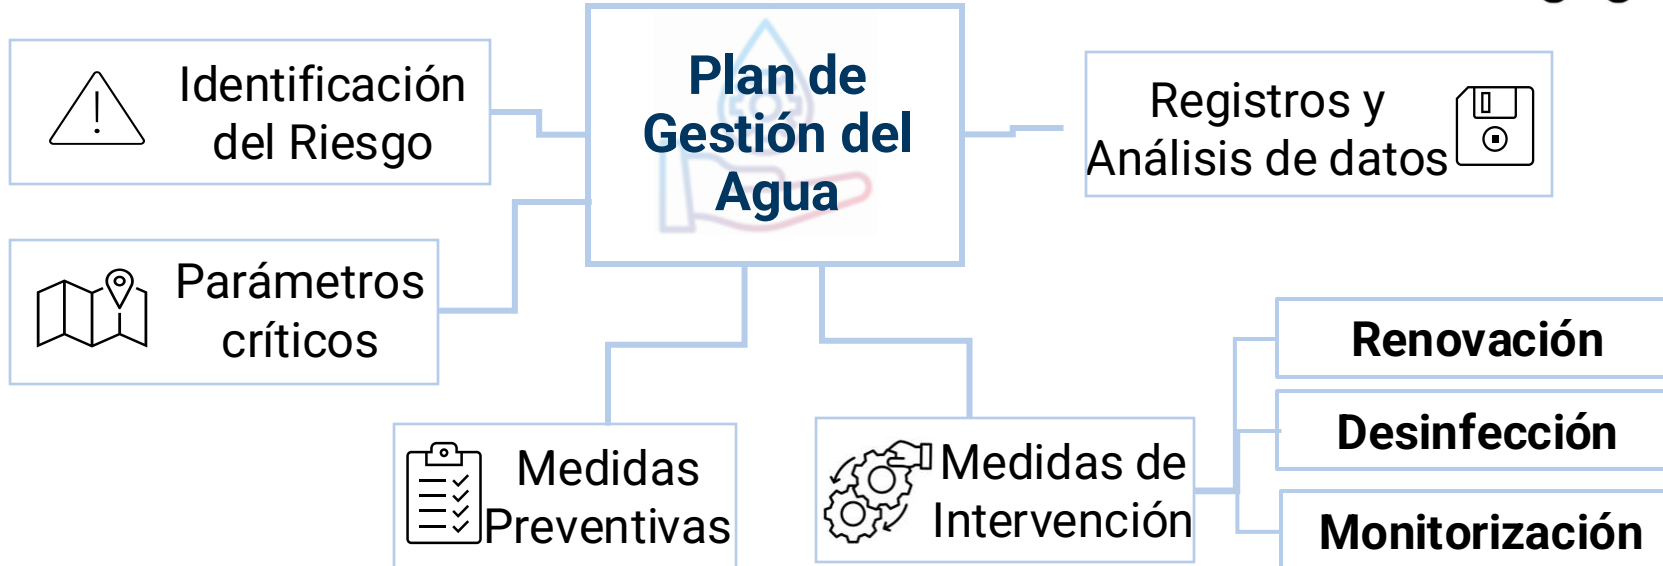 Plan de
Gestión del
Agua
Identificación
del Riesgo
Registros y
Análisis de datos
Parámetros
críticos
Medidas
Preventivas
Medidas de
Intervención
Renovación
Desinfección
Monitorización